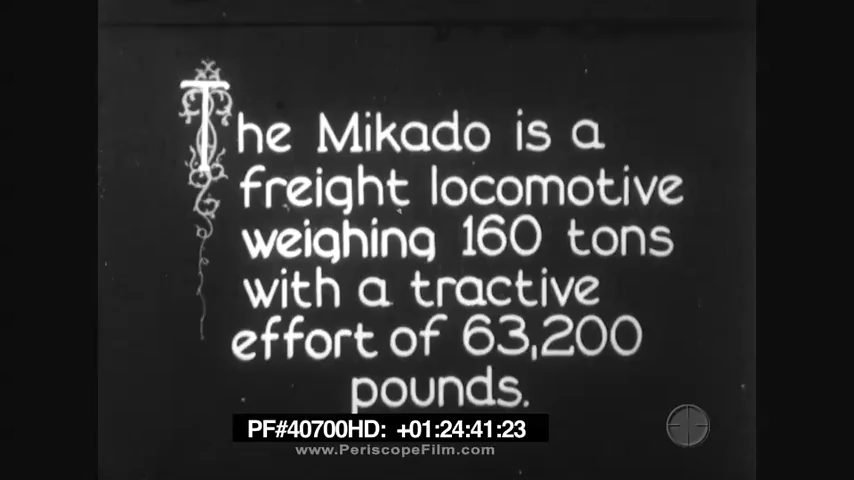 The Mikado is a
freight locomotive
weighing 160 tons
with a tractive
effort of 63,200
pounds.
PF#40700HD: +01:24:41:23
www.PeriscopeFilm.com